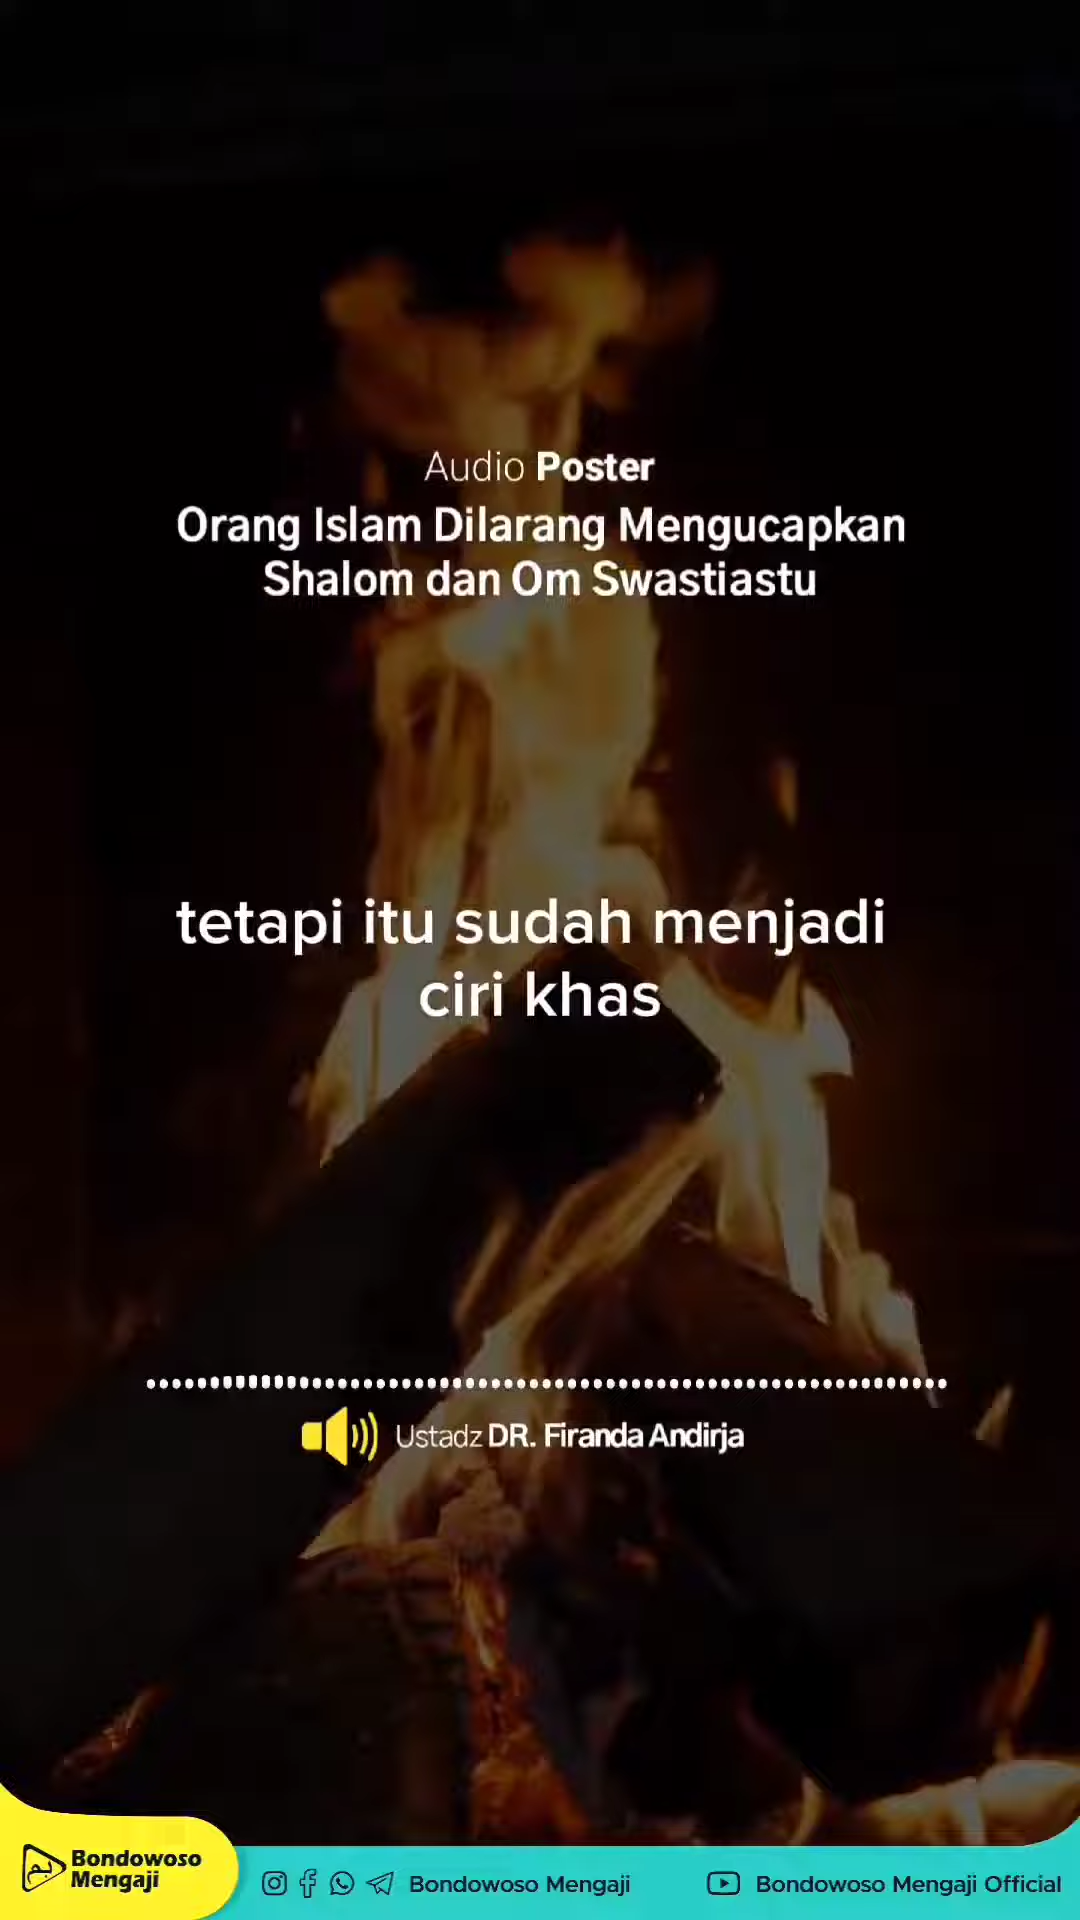 Audio Poster
Orang Islam Dilarang Mengucapkan
Shalom dan Om Swastiastu
tetapi itu sudah menjadi
ciri khas
Ustadz DR. Firanda Andirja
Bondowoso
Mengaji
Bondowoso Mengaji
Bondowoso Mengaji Official